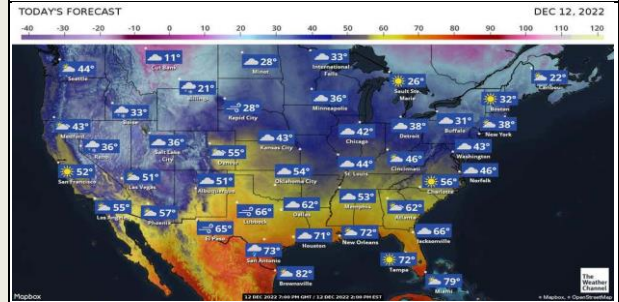 TODAY'S FORECAST
DEC 12, 2022
-40 -30 -20 -10 0 10 20 30 40 50 60 70 80 90 100 110 120
11°
Cut Bank
28°
Minot
33°
International
Falls
44°
Seattle
26°
Sault Ste
Marie
22°
Caribou
21°
Billings
28°
Rapid City
36°
Minneapolis
32°
Boston
33°
Boise
43°
Medford
31°
Buffalo
38°
New York
42°
Chicago
38°
Detroit
36°
Reno
36°
Salt Lake
City
43°
Kansas City
43°
Washington
55°
Denver
44°
St. Louis
46°
Cincinnati
46°
Norfolk
52°
San Francisco
51°
Las Vegas
51°
Albuquerque
54°
Oklahoma City
56°
Charlotte
53°
Memphis
55°
Los Angeles
57°
Phoenix
66°
Lubbock
62°
Dallas
62°
Atlanta
65°
El Paso
71°
Houston
72°
New Orleans
66°
Jacksonville
73°
San Antonio
72°
Tampa
82°
Brownsville
79°
Miami
The
Weather
Channel
Mapbox
12 DEC 2022 7:00 PM GMT / 12 DEC 2022 2:00 PM EST
• Mapbox, • OpenStreetMap